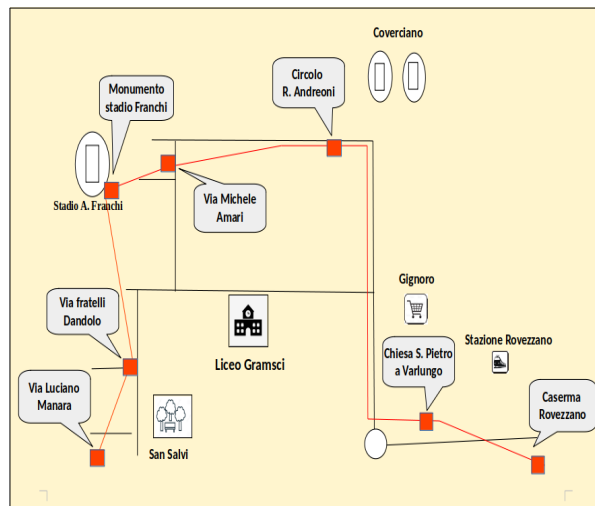 Coverciano
Circolo
R. Andreoni
Monumento
stadio Franchi
Stadio A. Franchi
Via Michele
Amari
Gignoro
Via fratelli
Dandolo
Stazione Rovezzano
Liceo Gramsci
Chiesa S. Pietro
a Varlungo
Via Luciano
Manara
Caserma
Rovezzano
San Salvi